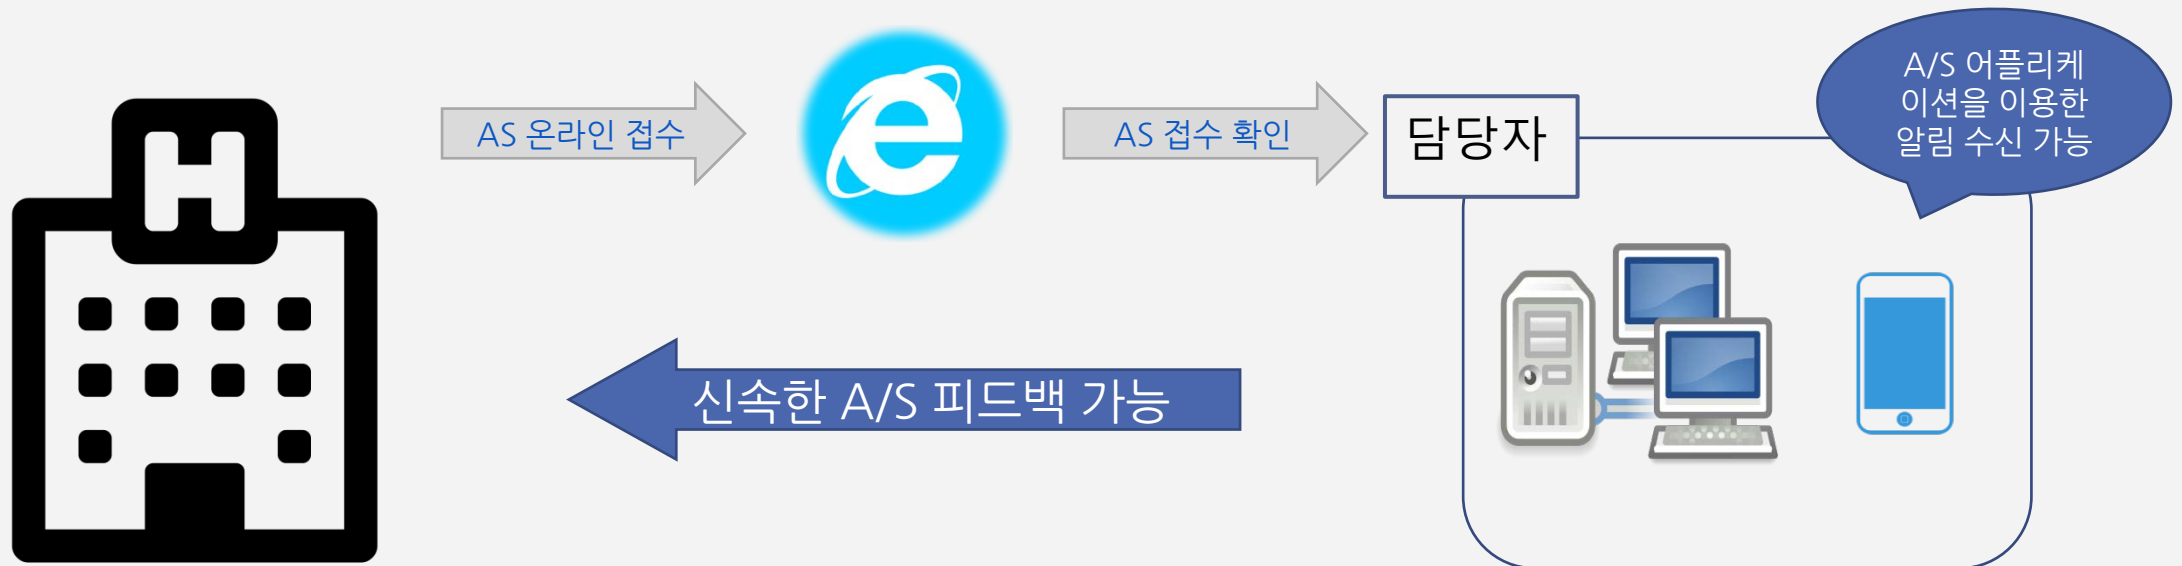 H
AS 온라인 접수
AS 접수 확인
담당자
A/S 어플리케
이션을 이용한
알림 수신 가능
신속한 A/S 피드백 가능